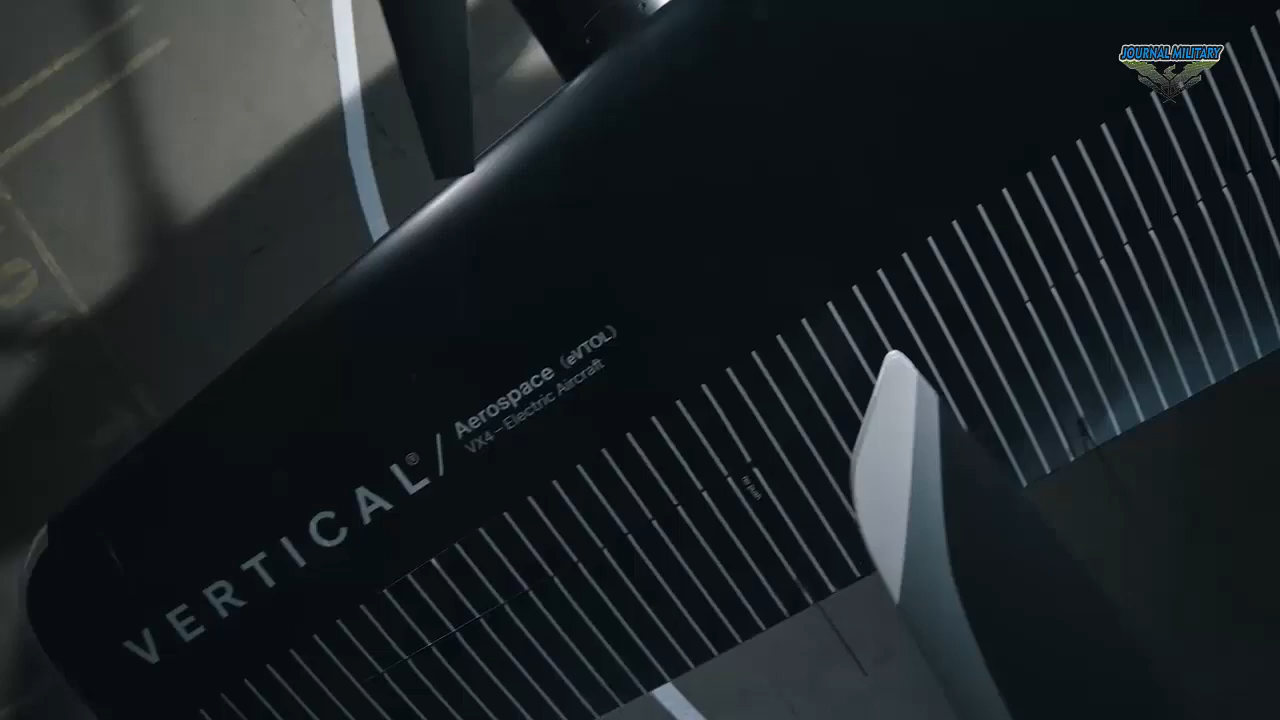 JOURNAL MILITARY
VERTICAL® / Aerospace (eVTOL)
VX4 – Electric Aircraft